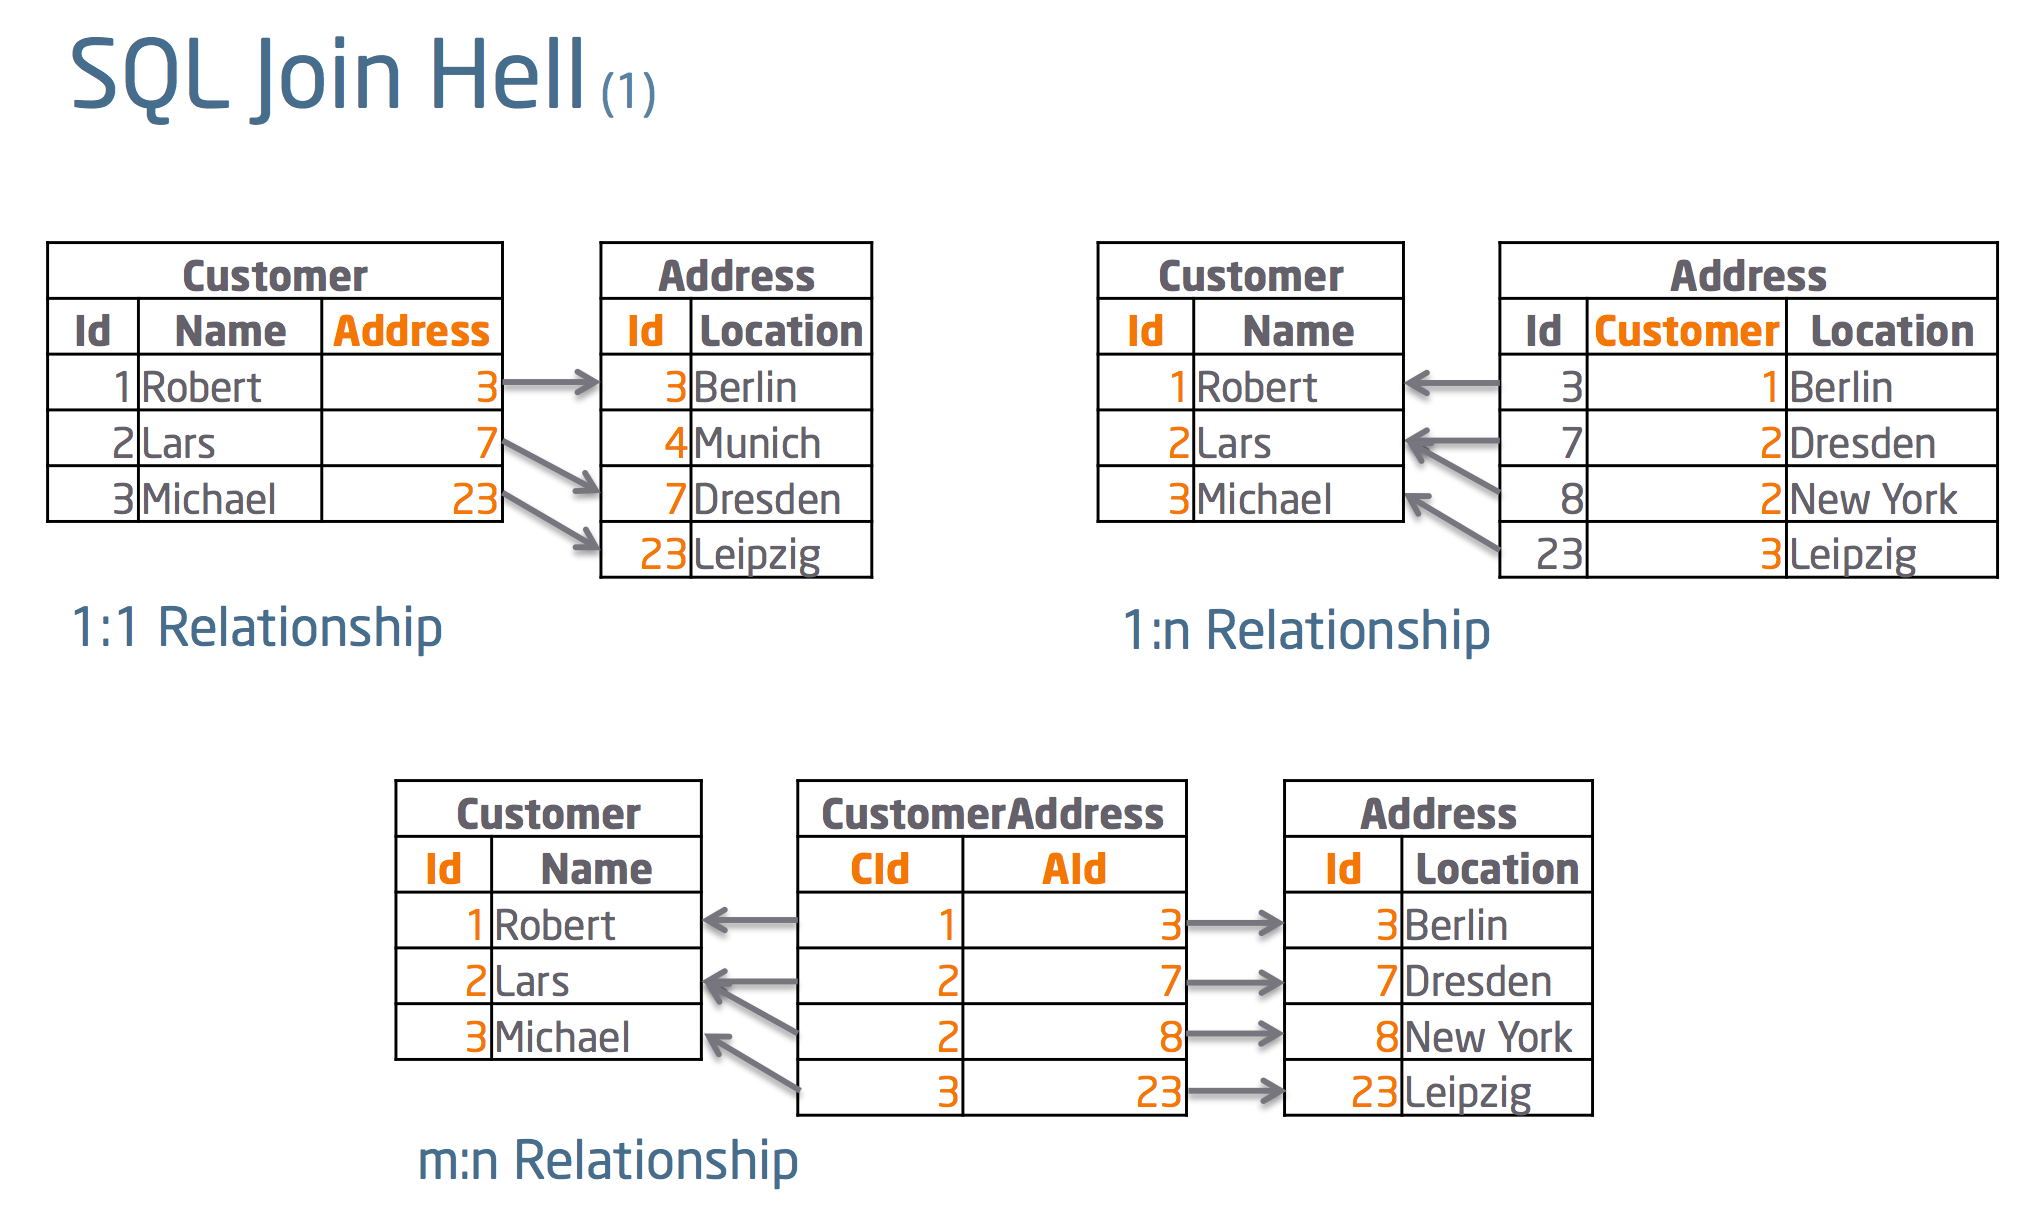 SQL Join Hell (1)
Customer
Id Name Address
1 Robert 3
2 Lars 7
3 Michael 23
Address
Id Location
3 Berlin
4 Munich
7 Dresden
23 Leipzig
1:1 Relationship
Customer
Id Name
1 Robert
2 Lars
3 Michael
Address
Id Customer Location
3 1 Berlin
7 2 Dresden
8 2 New York
23 3 Leipzig
1:n Relationship
Customer
Id Name
1 Robert
2 Lars
3 Michael
CustomerAddress
CId AId
1 3
2 7
2 8
3 23
Address
Id Location
3 Berlin
7 Dresden
8 New York
23 Leipzig
m:n Relationship